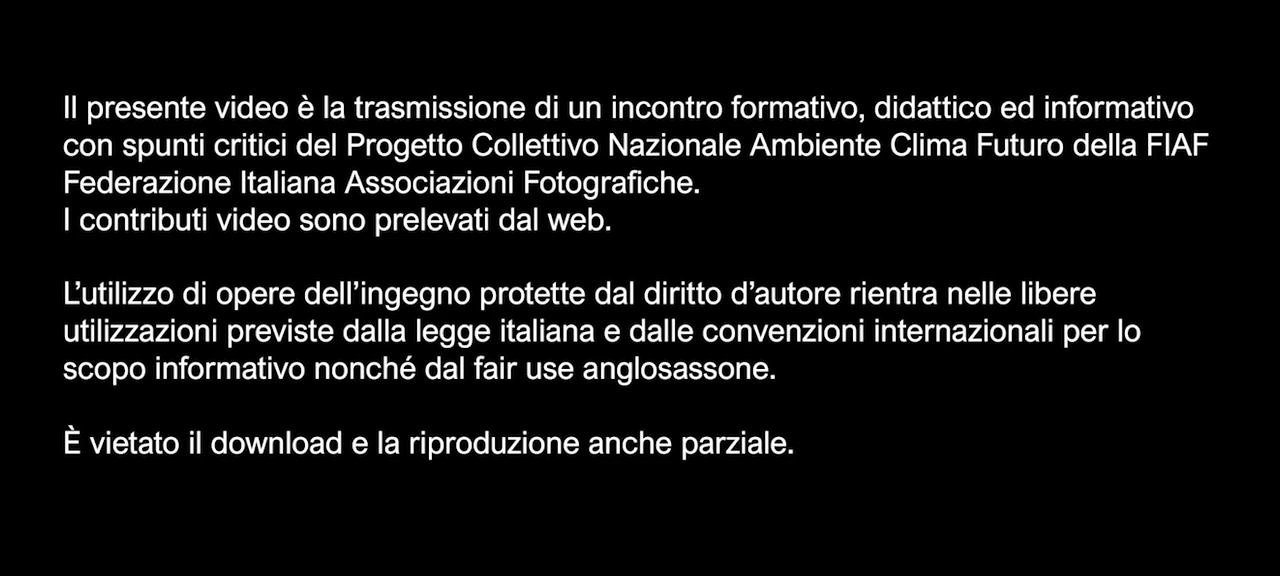 Il presente video è la trasmissione di un incontro formativo, didattico ed informativo
con spunti critici del Progetto Collettivo Nazionale Ambiente Clima Futuro della FIAF
Federazione Italiana Associazioni Fotografiche.
I contributi video sono prelevati dal web.
L’utilizzo di opere dell’ingegno protette dal diritto d’autore rientra nelle libere
utilizzazioni previste dalla legge italiana e dalle convenzioni internazionali per lo
scopo informativo nonché dal fair use anglosassone.
È vietato il download e la riproduzione anche parziale.